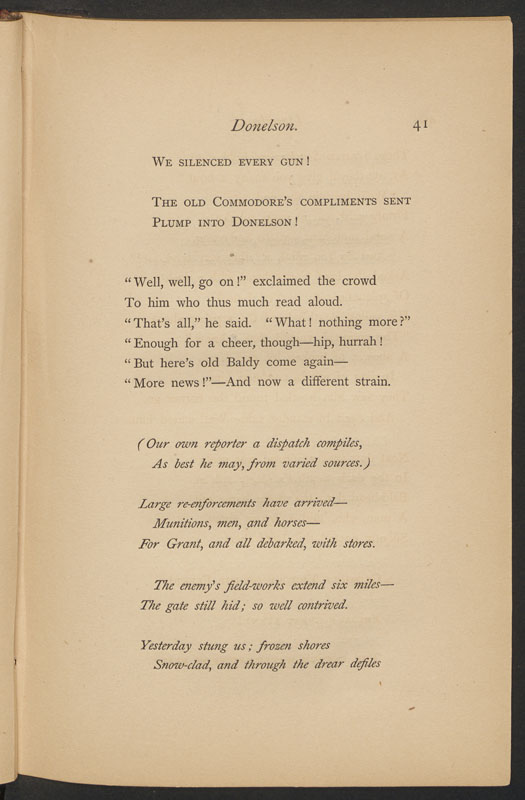 Donelson. 41
WE SILENCED EVERY GUN!
THE OLD COMMODORE'S COMPLIMENTS SENT
PLUMP INTO DONELSON!
"Well, well, go on!" exclaimed the crowd
To him who thus much read aloud.
"That's all," he said. "What! nothing more?"
"Enough for a cheer, though—hip, hurrah!
"But here's old Baldy come again—
"More news!"—And now a different strain.
(Our own reporter a dispatch compiles,
As best he may, from varied sources.)
Large re-enforcements have arrived—
Munitions, men, and horses—
For Grant, and all debarked, with stores.
The enemy's field-works extend six miles—
The gate still hid; so well contrived.
Yesterday stung us; frozen shores
Snow-clad, and through the drear defiles